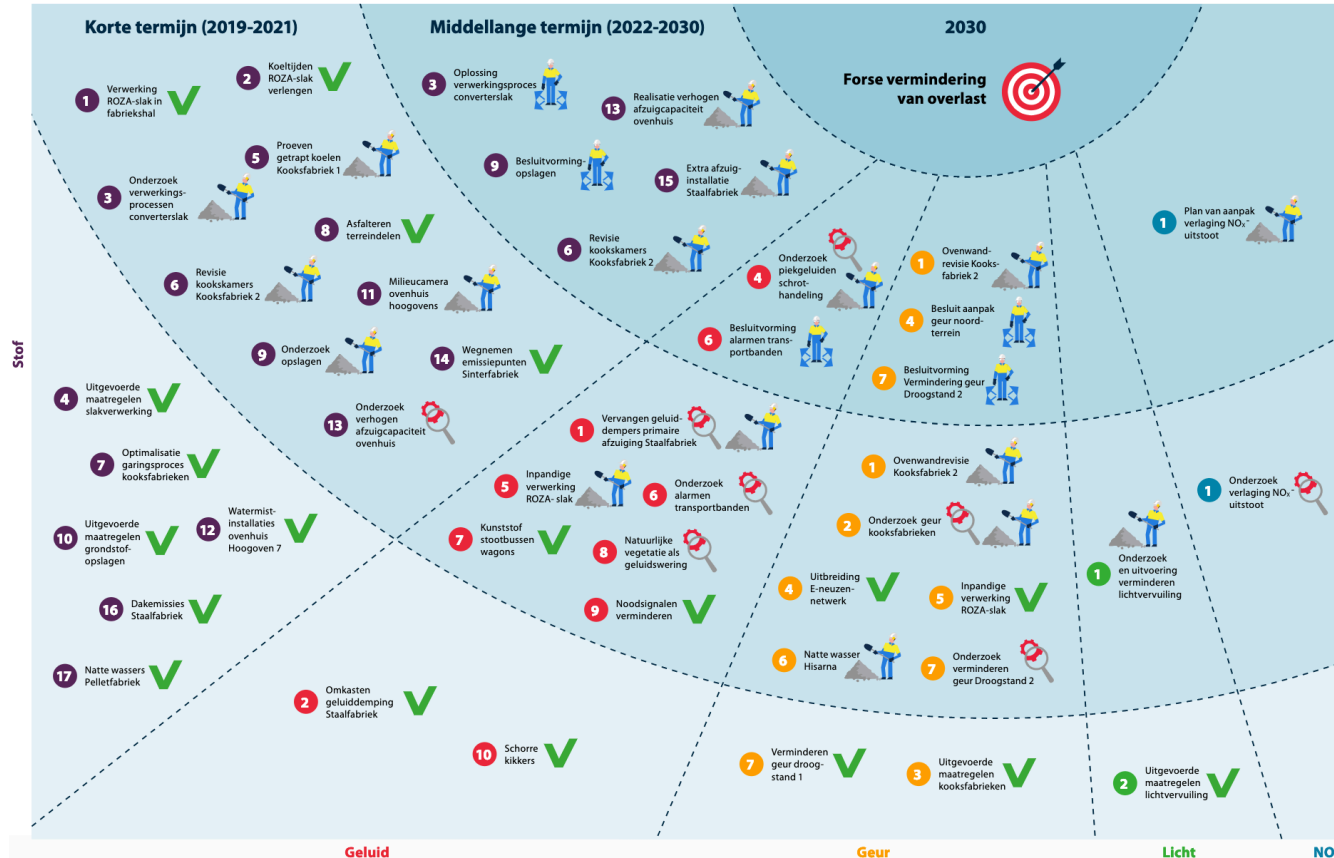 Korte termijn (2019-2021)
Middellange termijn (2022-2030)
2030
Forse vermindering
van overlast
1
Verwerking
ROZA-slak in
fabriekshal
2
Koeltijden
ROZA-slak
verlengen
5
Proeven
getrapt koelen
Kooksfabriek 1
3
Onderzoek
verwerkings-
processen
converterslak
8
Asfalteren
terreindelen
6
Revisie
kookskamers
Kooksfabriek 2
11
Milieucamera
ovenhuis
hoogovens
9
Onderzoek
opslagen
14
Wegnemen
emissiepunten
Sinterfabriek
13
Onderzoek
verhogen
afzuigcapaciteit
ovenhuis
4
Uitgevoerde
maatregelen
slakverwerking
7
Optimalisatie
garingsproces
kooksfabrieken
10
Uitgevoerde
maatregelen
grondstof-
opslagen
12
Watermist-
installaties
ovenhuis
Hoogoven 7
16
Dakemissies
Staalfabriek
17
Natte wassers
Pelletfabriek
3
Oplossing
verwerkingsproces
converterslak
13
Realisatie verhogen
afzuigcapaciteit
ovenhuis
9
Besluitvorming-
opslagen
15
Extra afzuig-
installatie
Staalfabriek
6
Revisie
kookskamers
Kooksfabriek 2
4
Onderzoek
piekgeluiden
schrot-
handeling
6
Besluitvorming
alarmen trans-
portbanden
1
Vervangen geluid-
dempers primaire
afzuiging Staalfabriek
5
Inpandige
verwerking
ROZA- slak
6
Onderzoek
alarmen
transportbanden
7
Kunststof
stootbussen
wagons
8
Natuurlijke
vegetatie als
geluidswering
9
Noodsignalen
verminderen
2
Omkasten
geluiddemping
Staalfabriek
10
Schorre
kikkers
1
Ovenwand-
revisie Kooks-
fabriek 2
4
Besluit aanpak
geur noord-
terrein
7
Besluitvorming
Vermindering geur
Droogstand 2
1
Ovenwandrevisie
Kooksfabriek 2
2
Onderzoek geur
kooksfabrieken
4
Uitbreiding
E-neuzen-
netwerk
5
Inpandige
verwerking
ROZA-slak
6
Natte wasser
Hisarna
7
Onderzoek
verminderen
geur Droogstand 2
7
Verminderen
geur droog-
stand 1
3
Uitgevoerde
maatregelen
kooksfabrieken
1
Onderzoek
en uitvoering
verminderen
lichtvervuiling
2
Uitgevoerde
maatregelen
lichtvervuiling
1
Plan van aanpak
verlaging NOₓ⁻
uitstoot
1
Onderzoek
verlaging NOₓ⁻
uitstoot
Stof
Geluid
Geur
Licht
NO